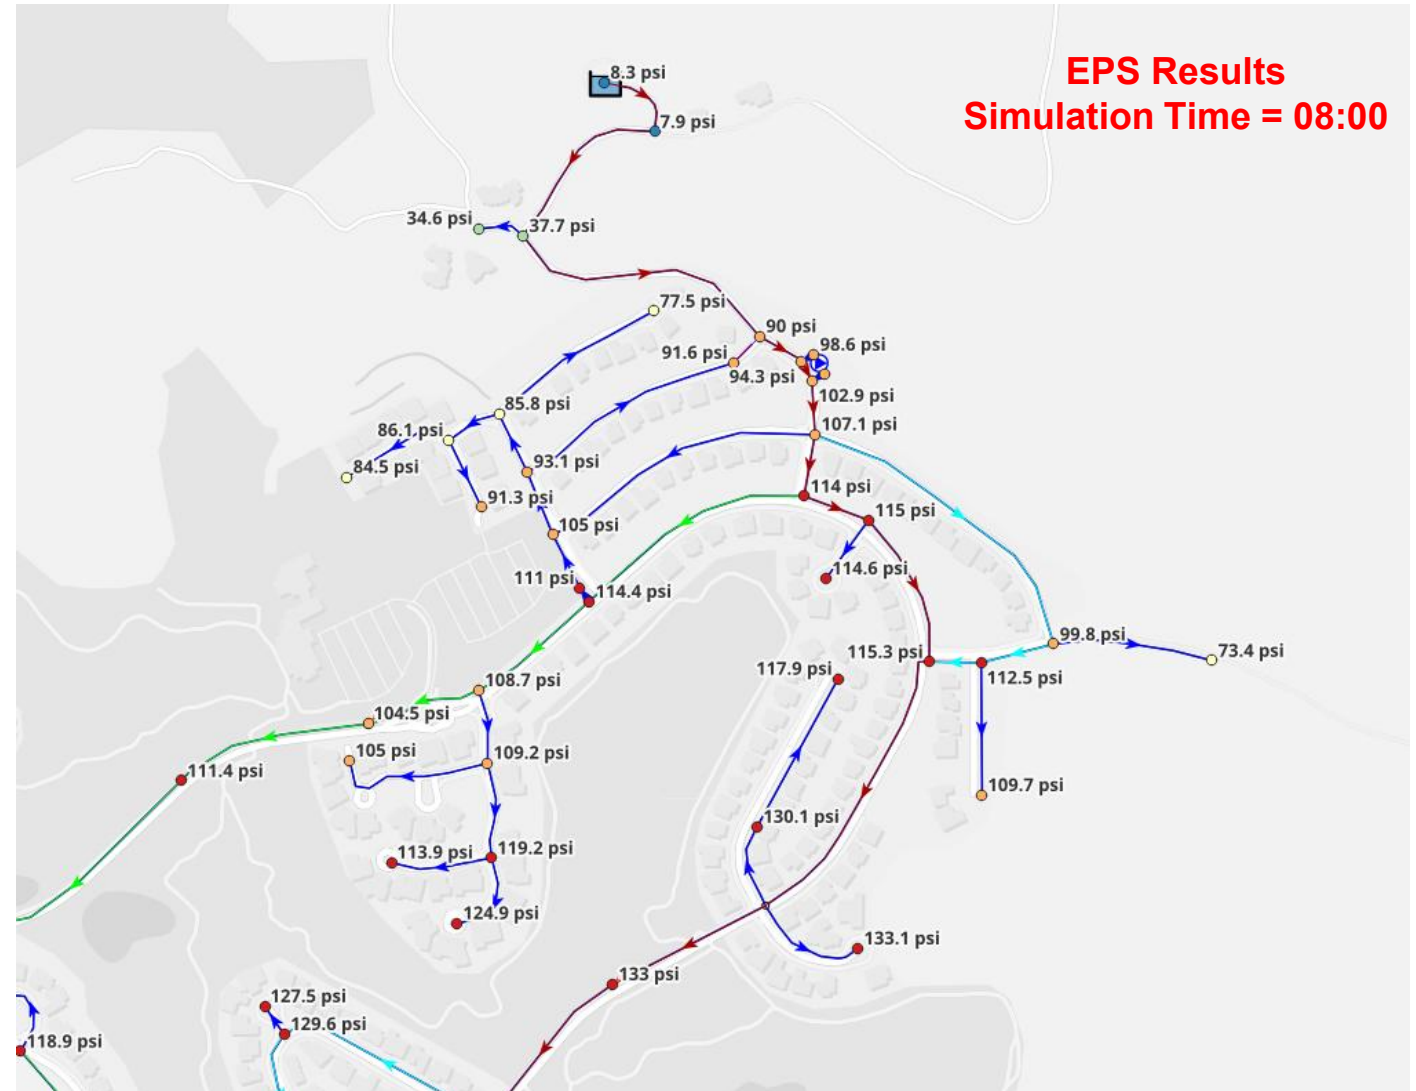 8.3 psi
EPS Results
Simulation Time = 08:00
7.9 psi
34.6 psi
37.7 psi
77.5 psi
90 psi
98.6 psi
91.6 psi
94.3 psi
102.9 psi
85.8 psi
107.1 psi
86.1 psi
93.1 psi
84.5 psi
91.3 psi
114 psi
115 psi
105 psi
114.6 psi
111 psi
114.4 psi
99.8 psi
115.3 psi
73.4 psi
117.9 psi
112.5 psi
108.7 psi
104.5 psi
105 psi
109.2 psi
111.4 psi
109.7 psi
130.1 psi
113.9 psi
119.2 psi
124.9 psi
133.1 psi
133 psi
127.5 psi
129.6 psi
118.9 psi